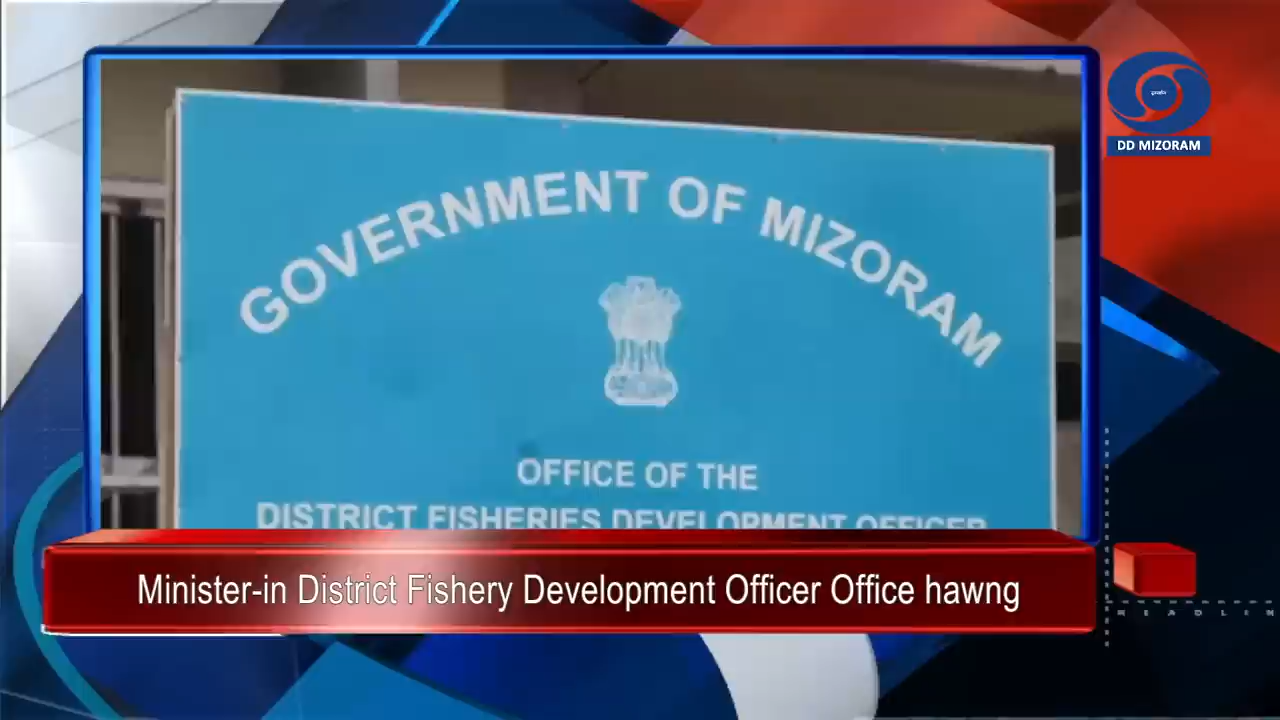 DD MIZORAM
GOVERNMENT OF MIZORAM
OFFICE OF THE
DISTRICT FISHERIES DEVELOPMENT OFFICER
Minister-in District Fishery Development Officer Office hawng
HEADLIN